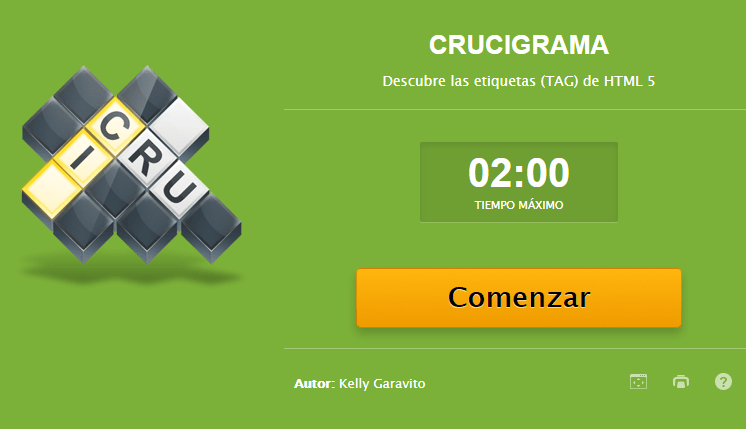 CRUCIGRAMA
Descubre las etiquetas (TAG) de HTML 5
C
I
CRU
02:00
TIEMPO MÁXIMO
Comenzar
Autor: Kelly Garavito
?